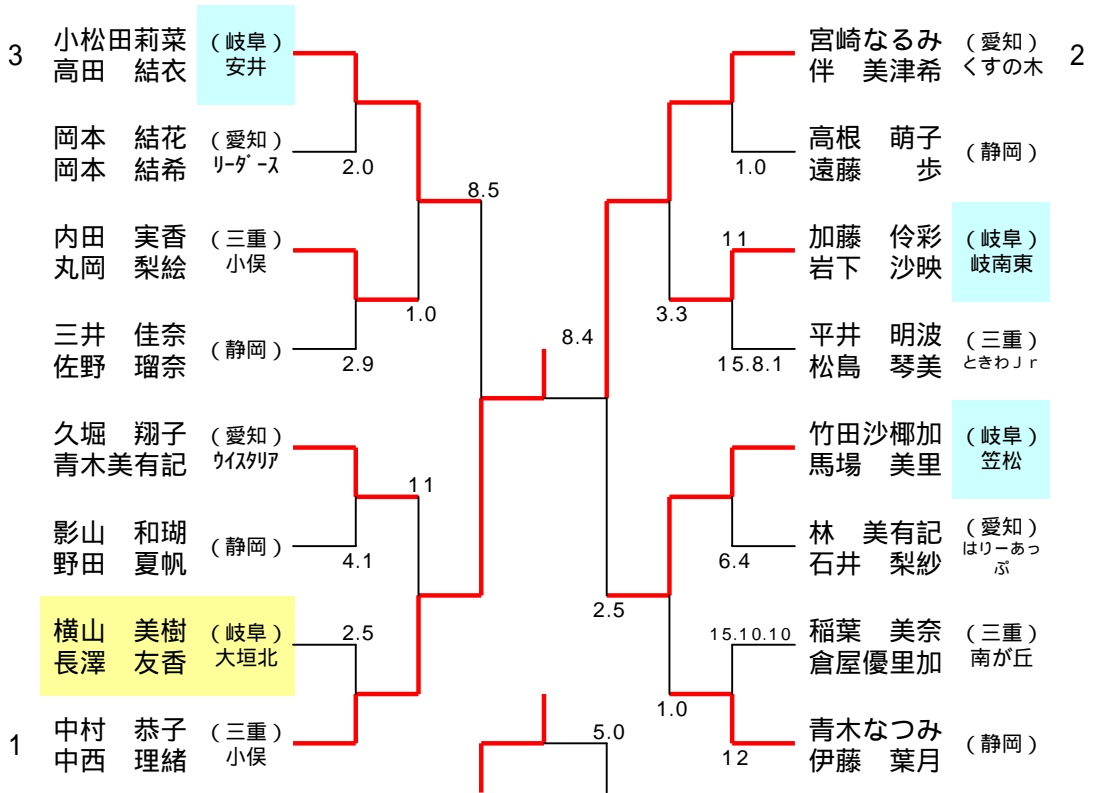 3
小松田莉菜 (岐阜)
高田　結衣 安井
岡本　結花 (愛知)
岡本　結希 ﾘｰﾀﾞｰｽ
2.0
8.5
内田　実香 (三重)
丸岡　梨絵 小俣
1.0
三井　佳奈
佐野　瑠奈 (静岡)
2.9
久堀　翔子 (愛知)
青木美有記 ｳｲｽﾀﾘｱ
11
影山　和瑚
野田　夏帆 (静岡)
4.1
横山　美樹 (岐阜)
長澤　友香 大垣北
2.5
1
中村　恭子 (三重)
中西　理緒 小俣
8.4
5.0
宮崎なるみ (愛知)
伴　美津希 くすの木
2
高根　萌子
遠藤　　歩 (静岡)
1.0
11
加藤　伶彩 (岐阜)
岩下　沙映 岐南東
3.3
平井　明波 (三重)
松島　琴美 ときわＪｒ
15.8.1
竹田沙椰加 (岐阜)
馬場　美里 笠松
林　美有記 (愛知)
石井　梨紗 はりーあっ
ぷ
6.4
2.5
15.10.10
稲葉　美奈 (三重)
倉屋優里加 南が丘
1.0
青木なつみ
伊藤　葉月 (静岡)
12